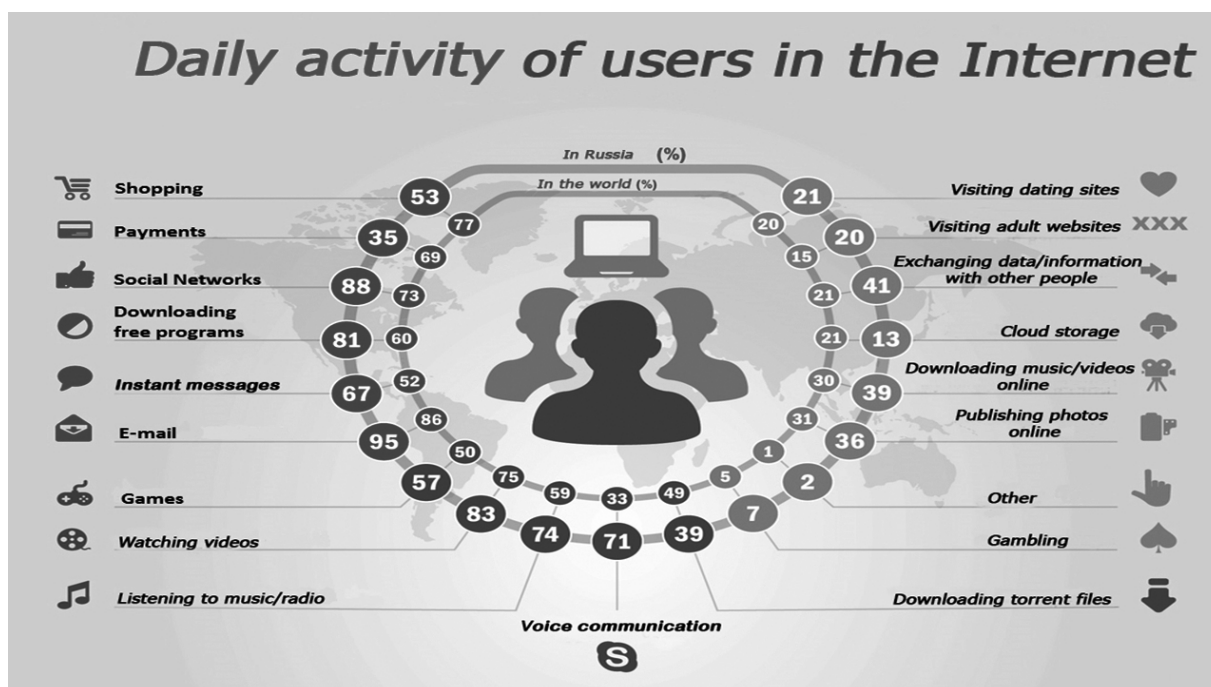 Daily activity of users in the Internet
In Russia (%)
In the world (%)
Shopping
53
77
Payments
35
69
Social Networks
88
73
Downloading
free programs
81
60
Instant messages
67
52
E-mail
95
86
Games
57
50
Watching videos
83
75
Listening to music/radio
74
59
Voice communication
71
33
S
Visiting dating sites
21
20
Visiting adult websites
XXX
20
15
Exchanging data/information
with other people
41
21
Cloud storage
13
21
Downloading music/videos
online
39
30
Publishing photos
online
36
31
Other
2
1
Gambling
7
5
Downloading torrent files
39
49